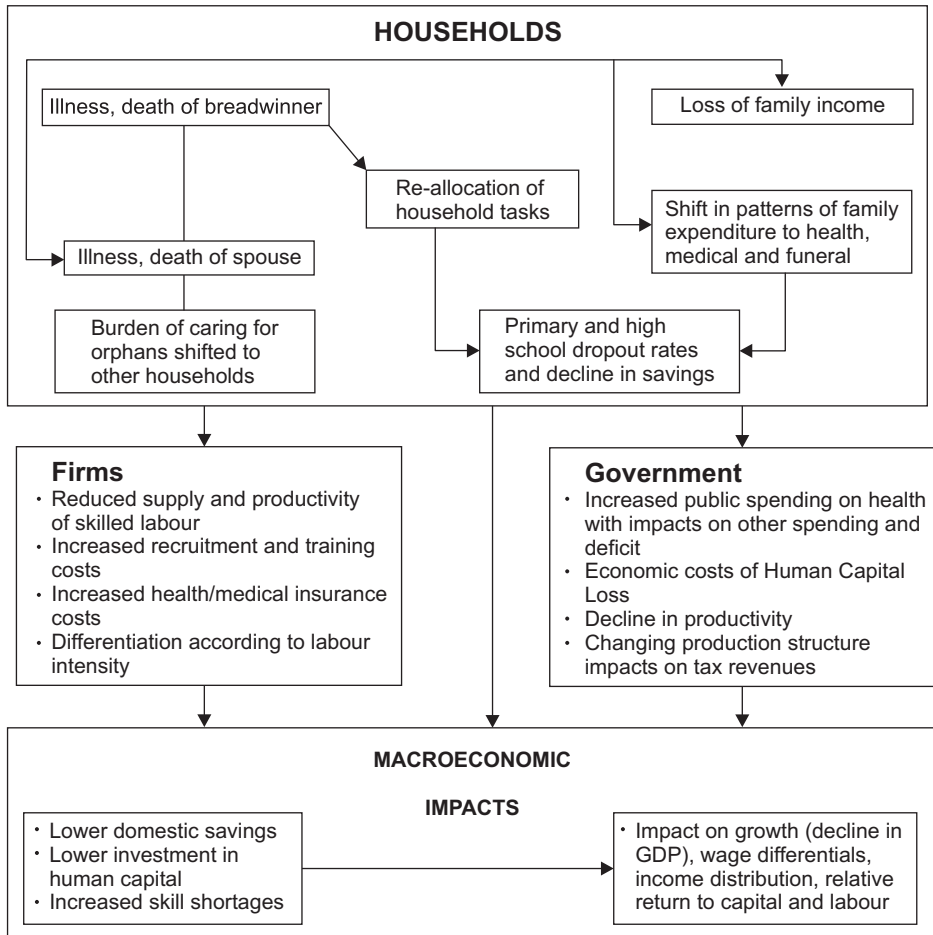 HOUSEHOLDS
Illness, death of breadwinner
Loss of family income
Re-allocation of
household tasks
Shift in patterns of family
expenditure to health,
medical and funeral
Illness, death of spouse
Burden of caring for
orphans shifted to
other households
Primary and high
school dropout rates
and decline in savings
Firms
· Reduced supply and productivity
of skilled labour
· Increased recruitment and training
costs
· Increased health/medical insurance
costs
· Differentiation according to labour
intensity
Government
· Increased public spending on health
with impacts on other spending and
deficit
· Economic costs of Human Capital
Loss
· Decline in productivity
· Changing production structure
impacts on tax revenues
MACROECONOMIC
IMPACTS
· Lower domestic savings
· Lower investment in
human capital
· Increased skill shortages
· Impact on growth (decline in
GDP), wage differentials,
income distribution, relative
return to capital and labour